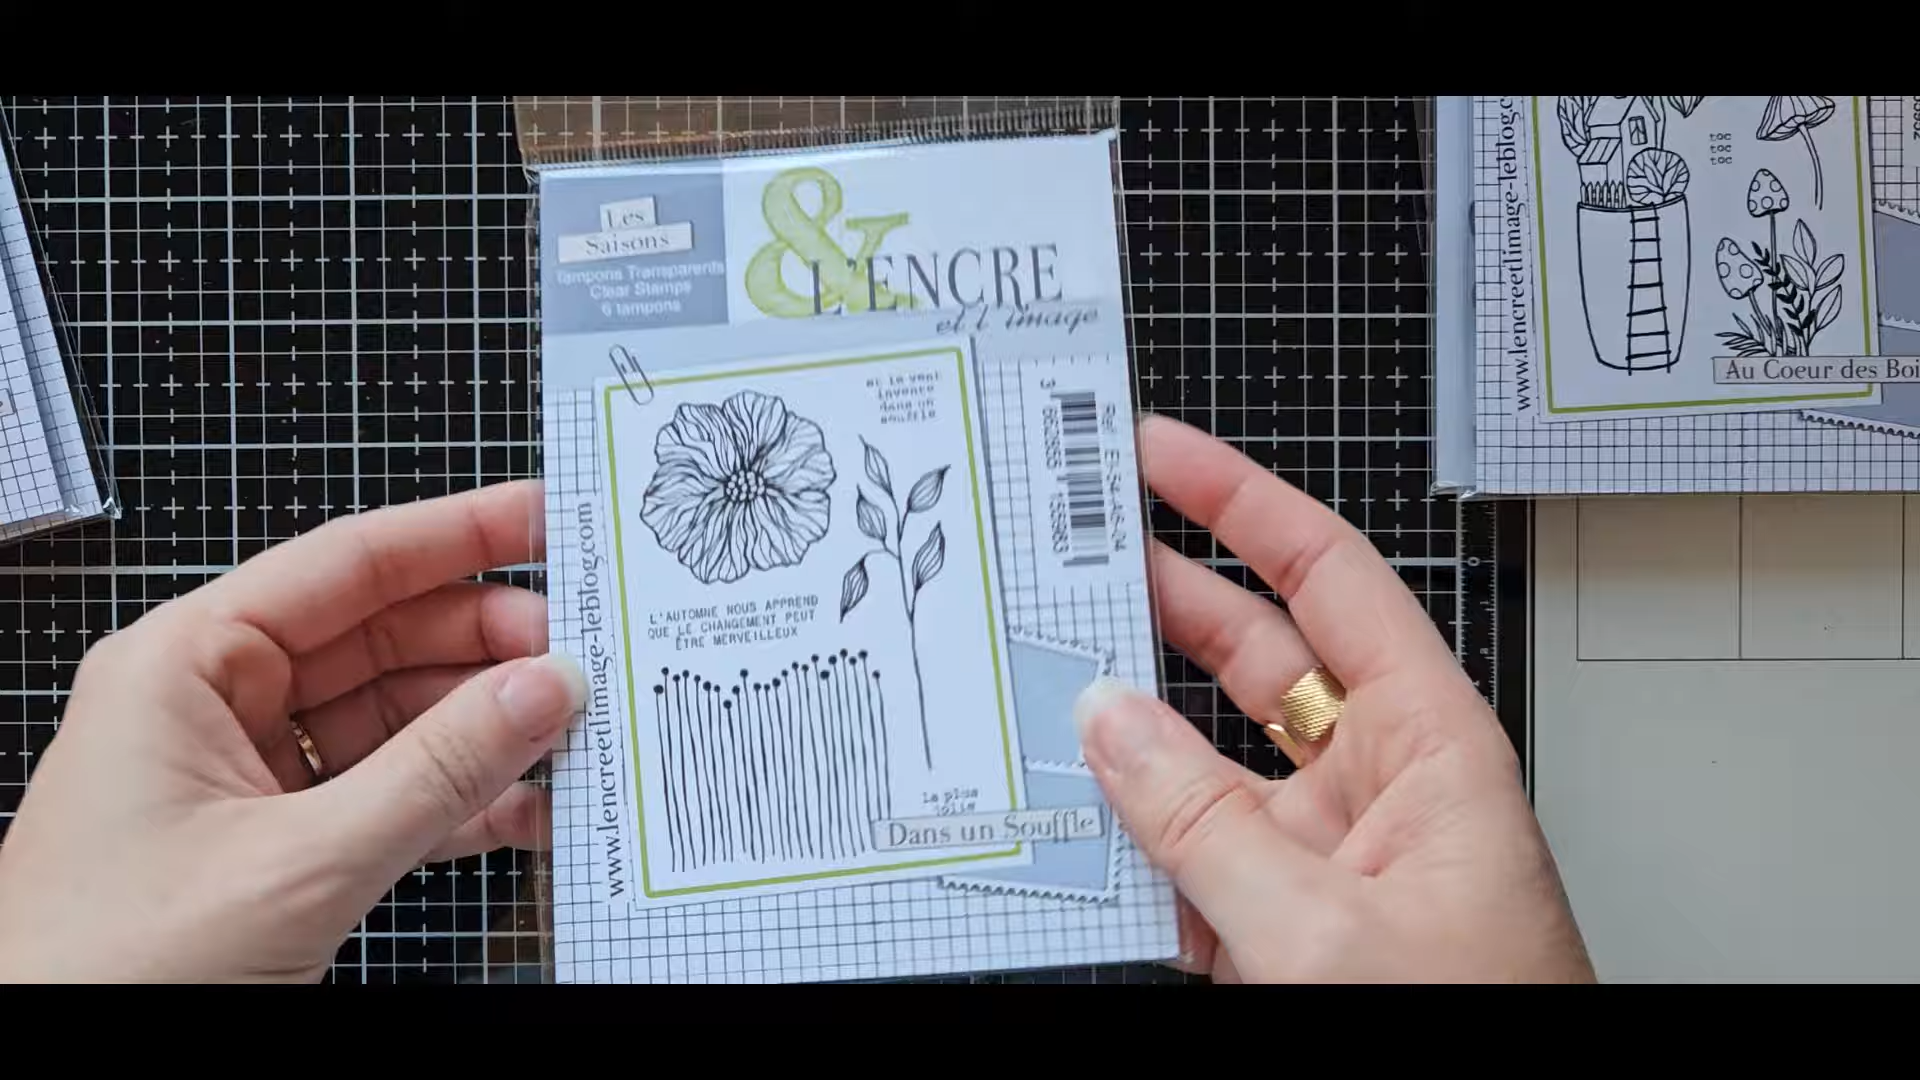 Les
Saisons
Tampons Transparents
Clear Stamps
6 tampons
&
L'ENCRE
et l'image
et le vent
invente
dans un
souffle
L'AUTOMNE NOUS APPREND
QUE LE CHANGEMENT PEUT
ÊTRE MERVEILLEUX
la plus
jolie
Dans un Souffle
www.lencreetlimage-leblog.com
toc
toc
toc
Au Coeur des Boi
www.lencreetlimage-leblog.c